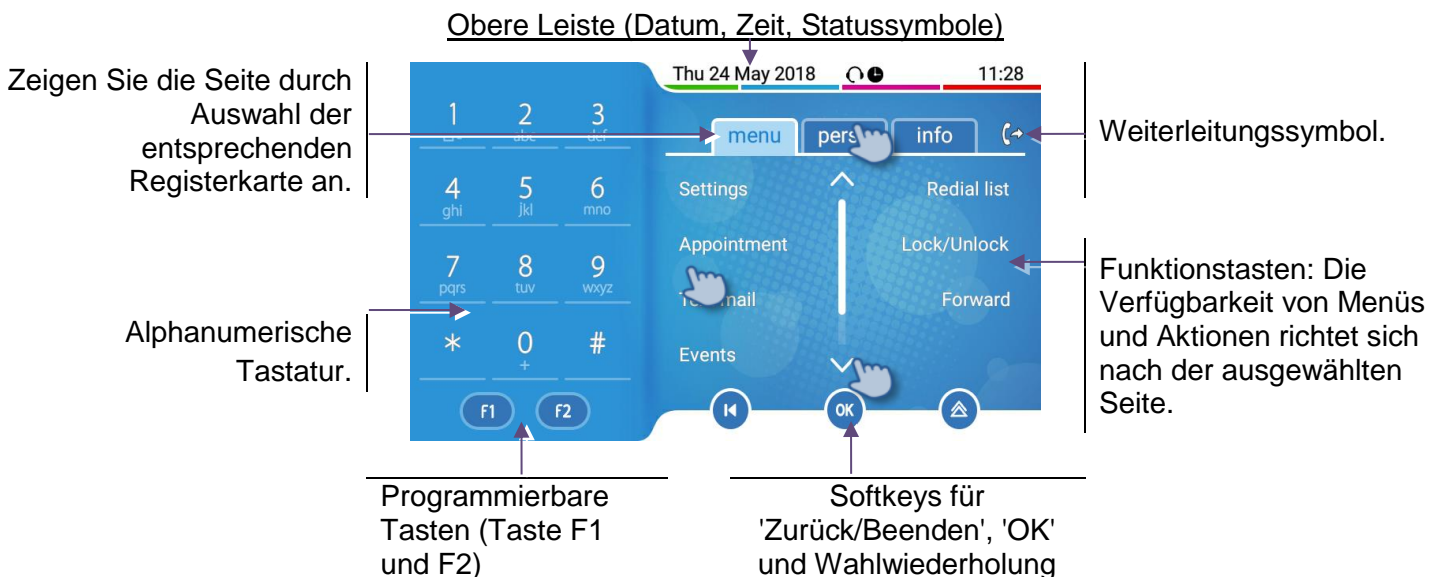 Obere Leiste (Datum, Zeit, Statussymbole)
Zeigen Sie die Seite durch
Auswahl der
entsprechenden
Registerkarte an.
Alphanumerische
Tastatur.
Thu 24 May 2018
11:28
1
2
abc
3
def
4
ghi
5
jkl
6
mno
7
pqrs
8
tuv
9
wxyz
*
0
+
#
F1
F2
menu
pers
info
Settings
Redial list
Appointment
Lock/Unlock
mail
Forward
Events
OK
Weiterleitungssymbol.
Funktionstasten: Die
Verfügbarkeit von Menüs
und Aktionen richtet sich
nach der ausgewählten
Seite.
Programmierbare
Tasten (Taste F1
und F2)
Softkeys für
'Zurück/Beenden', 'OK'
und Wahlwiederholung